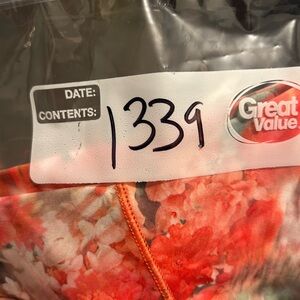 DATE:
CONTENTS: 1339
Great
Value